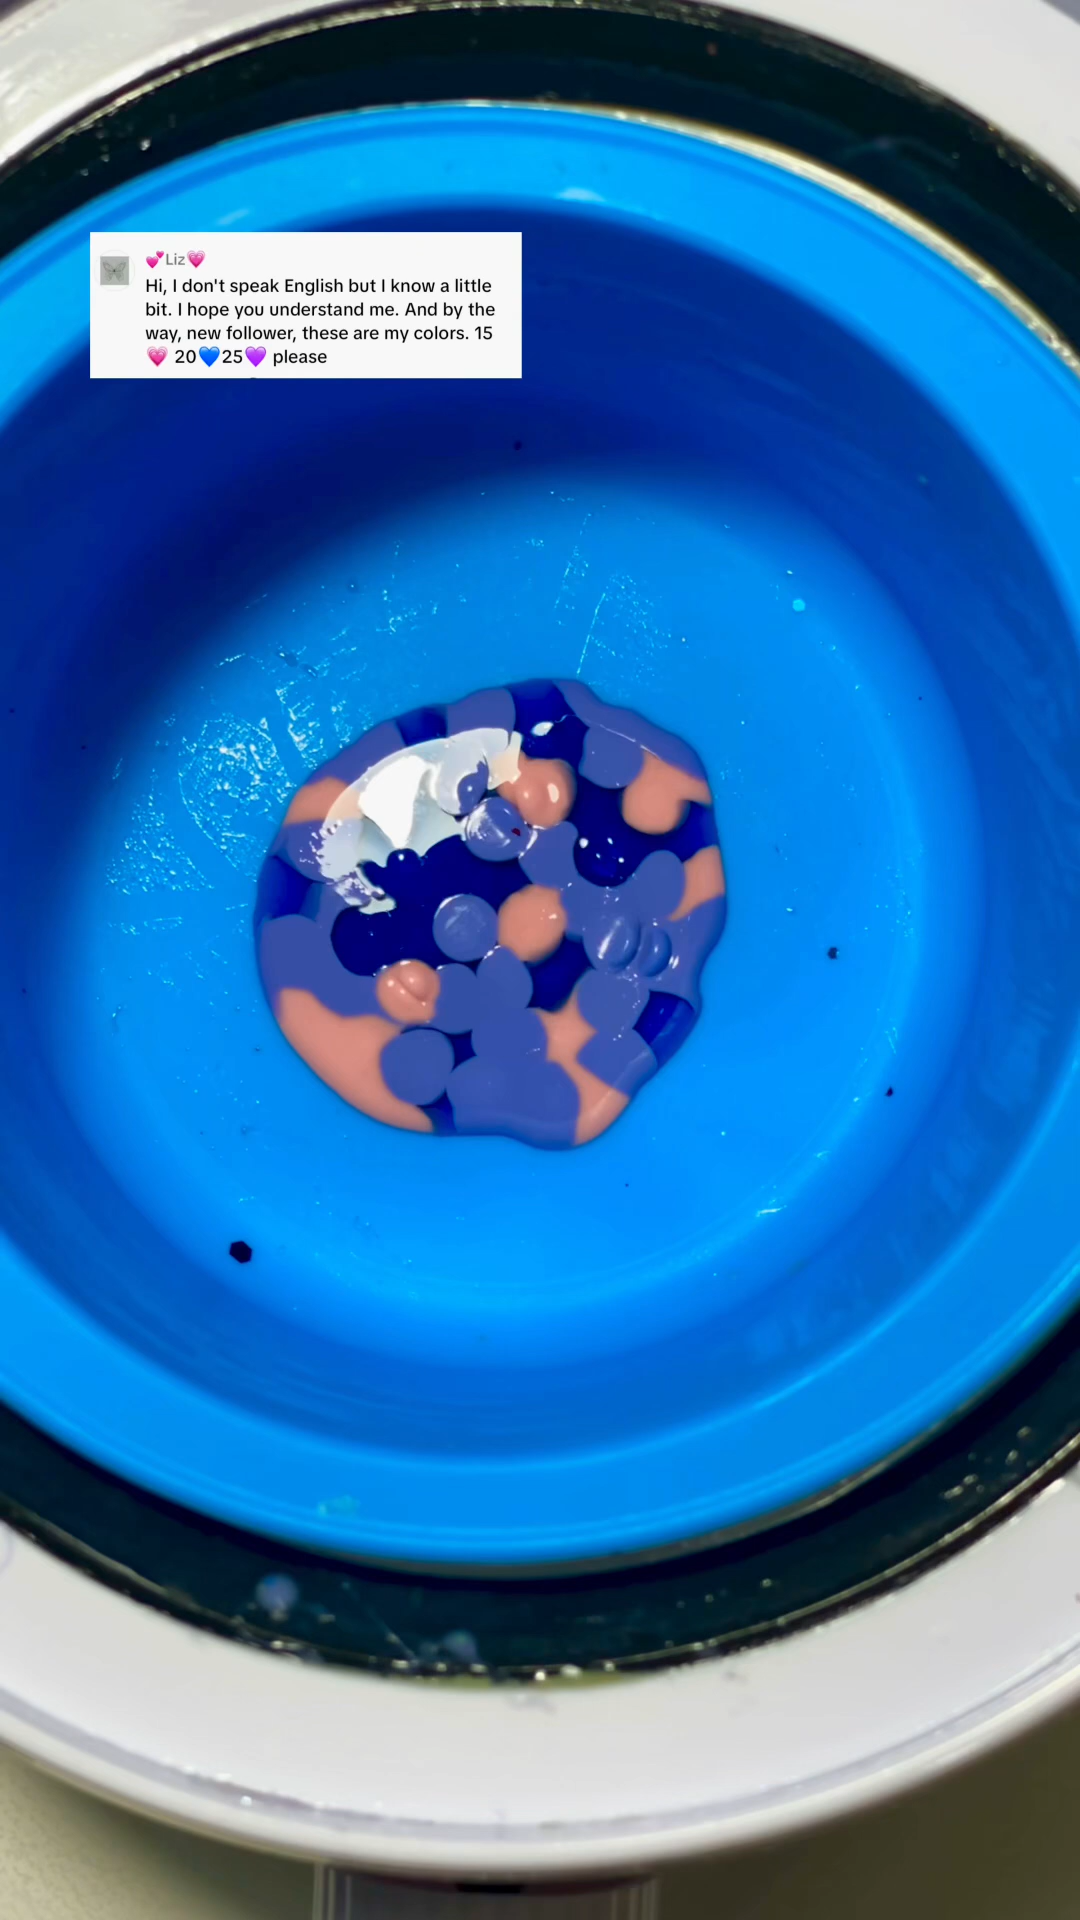 💕Liz💗
Hi, I don't speak English but I know a little
bit. I hope you understand me. And by the
way, new follower, these are my colors. 15
💗 20💙25💜 please